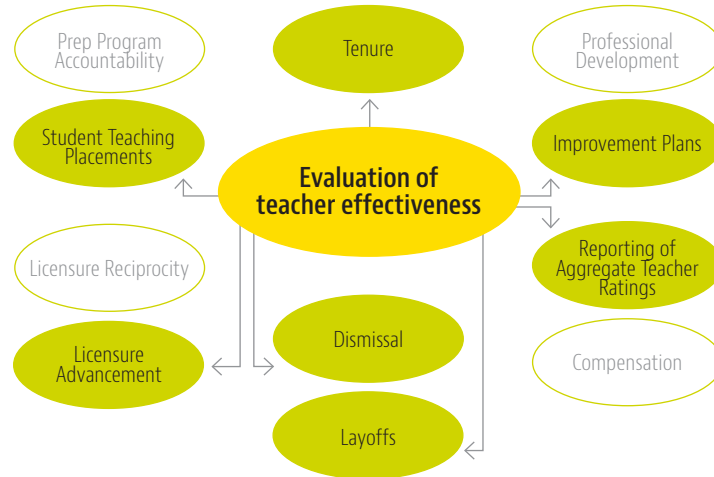 Prep Program
Accountability
Tenure
Professional
Development
Student Teaching
Placements
Improvement Plans
Evaluation of
teacher effectiveness
Licensure Reciprocity
Reporting of
Aggregate Teacher
Ratings
Licensure
Advancement
Dismissal
Compensation
Layoffs